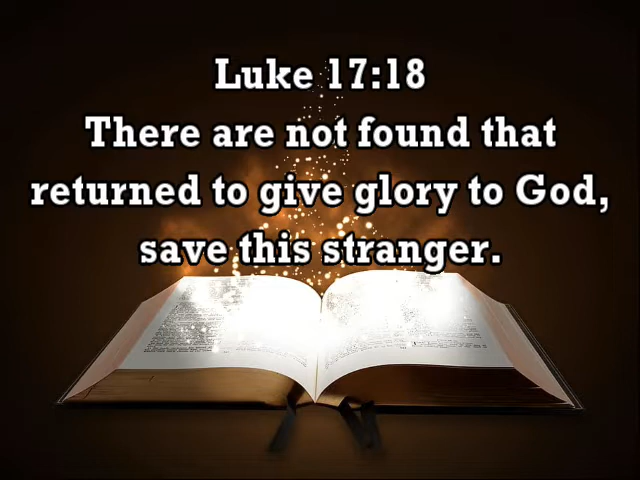 Luke 17:18
There are not found that
returned to give glory to God,
save this stranger.